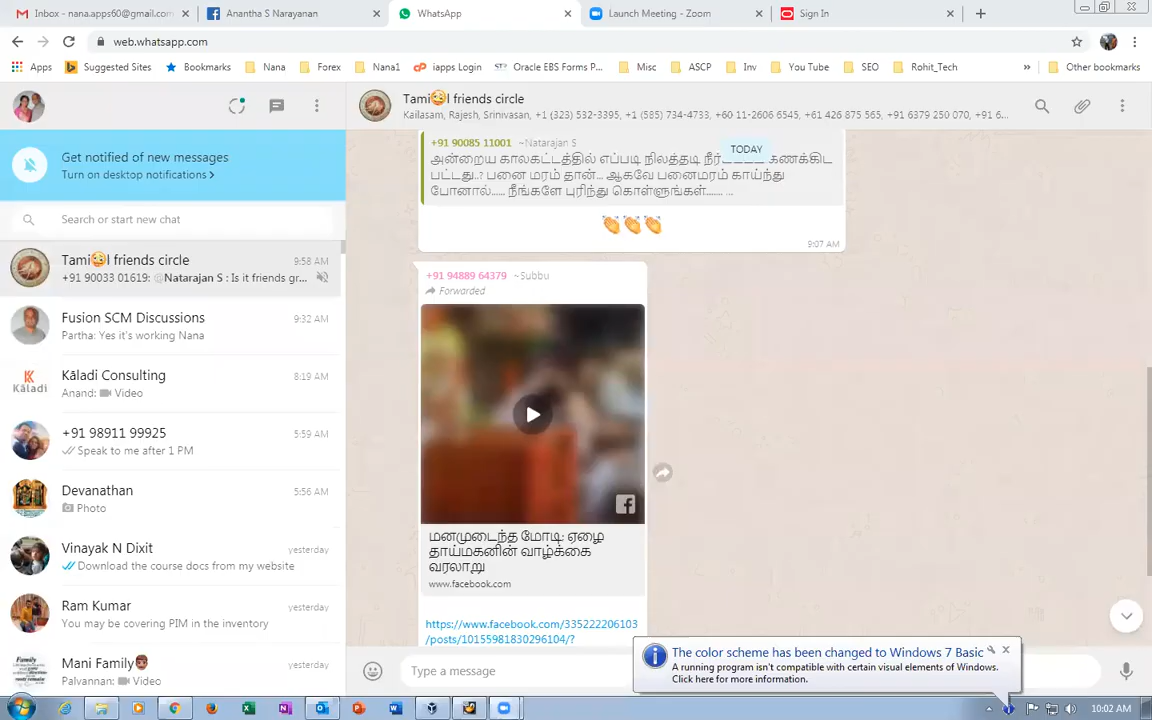 Inbox - nana.apps60@gmail.com
Anantha S Narayanan
WhatsApp
Launch Meeting - Zoom
Sign In
web.whatsapp.com
Apps
Suggested Sites
Bookmarks
Nana
Forex
Nana1
iapps Login
Oracle EBS Forms P...
Misc
ASCP
Inv
You Tube
SEO
Rohit_Tech
»
Other bookmarks
Get notified of new messages
Turn on desktop notifications >
Search or start new chat
Tami l friends circle
9:58 AM
+91 90033 01619: @Natarajan S : Is it friends gr...
Fusion SCM Discussions
9:32 AM
Partha: Yes it's working Nana
Kāladi Consulting
8:19 AM
Anand: Video
Kāladi
+91 98911 99925
5:59 AM
Speak to me after 1 PM
Devanathan
5:56 AM
Photo
Vinayak N Dixit
yesterday
Download the course docs from my website
Ram Kumar
yesterday
You may be covering PIM in the inventory
Mani Family
yesterday
Palvannan: Video
Family
Tami😘l friends circle
Kailasam, Rajesh, Srinivasan, +1 (323) 532-3395, +1 (585) 734-4733, +60 11-2606 6545, +61 426 875 565, +91 6379 250 070, +91 6...
TODAY
+91 90085 11001 ~Natarajan S
அன்றைய காலகட்டத்தில் எப்படி நிலத்தடி கணக்கிட
பட்டது..? பனை மரம் தான்... ஆகவே பனைமரம் காய்ந்து
போனால்...... நீங்களே புரிந்து கொள்ளுங்கள்....... ...
👏👏👏
9:07 AM
+91 94889 64379 ~Subbu
Forwarded
மனமுடைந்த மோடி: ஏழை
தாய்மகனின் வாழ்க்கை
வரலாறு
www.facebook.com
https://www.facebook.com/335222206103
/posts/10155981830296104/?
Type a message
The color scheme has been changed to Windows 7 Basic
A running program isn't compatible with certain visual elements of Windows.
Click here for more information.
10:02 AM